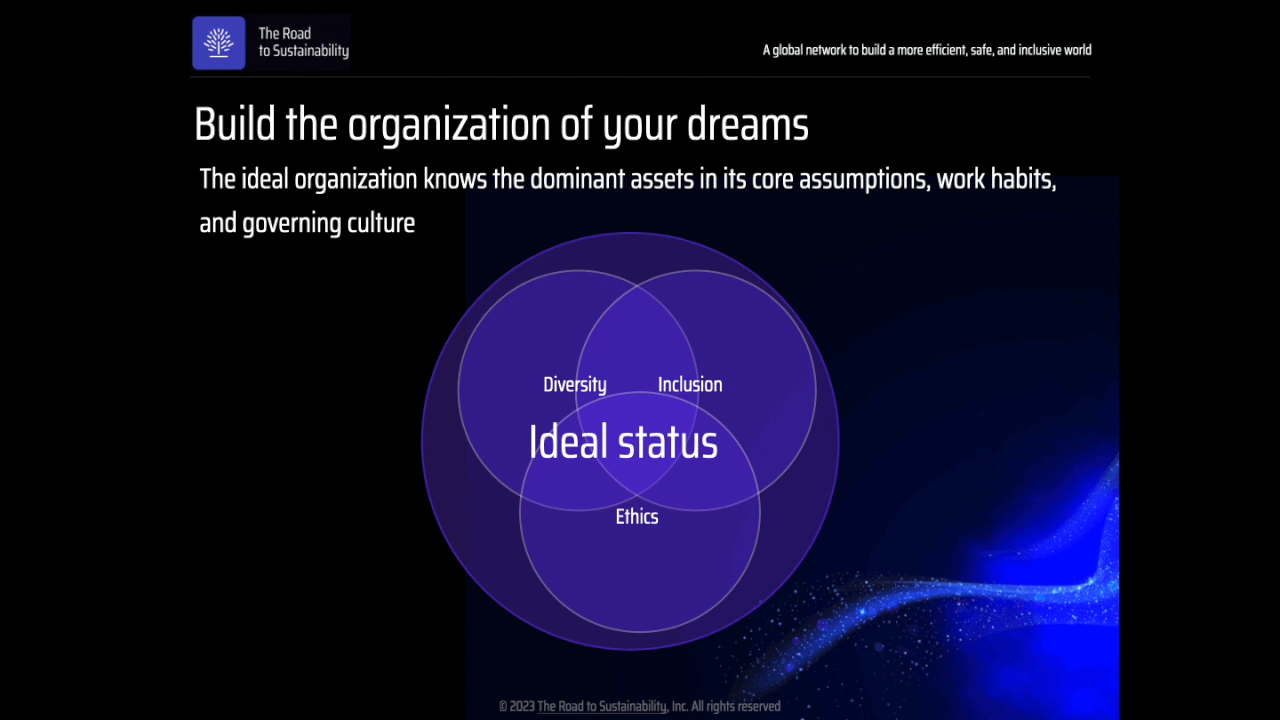 The Road
to Sustainability
A global network to build a more efficient, safe, and inclusive world
Build the organization of your dreams
The ideal organization knows the dominant assets in its core assumptions, work habits,
and governing culture
Diversity
Inclusion
Ideal status
Ethics
© 2023 The Road to Sustainability, Inc. All rights reserved